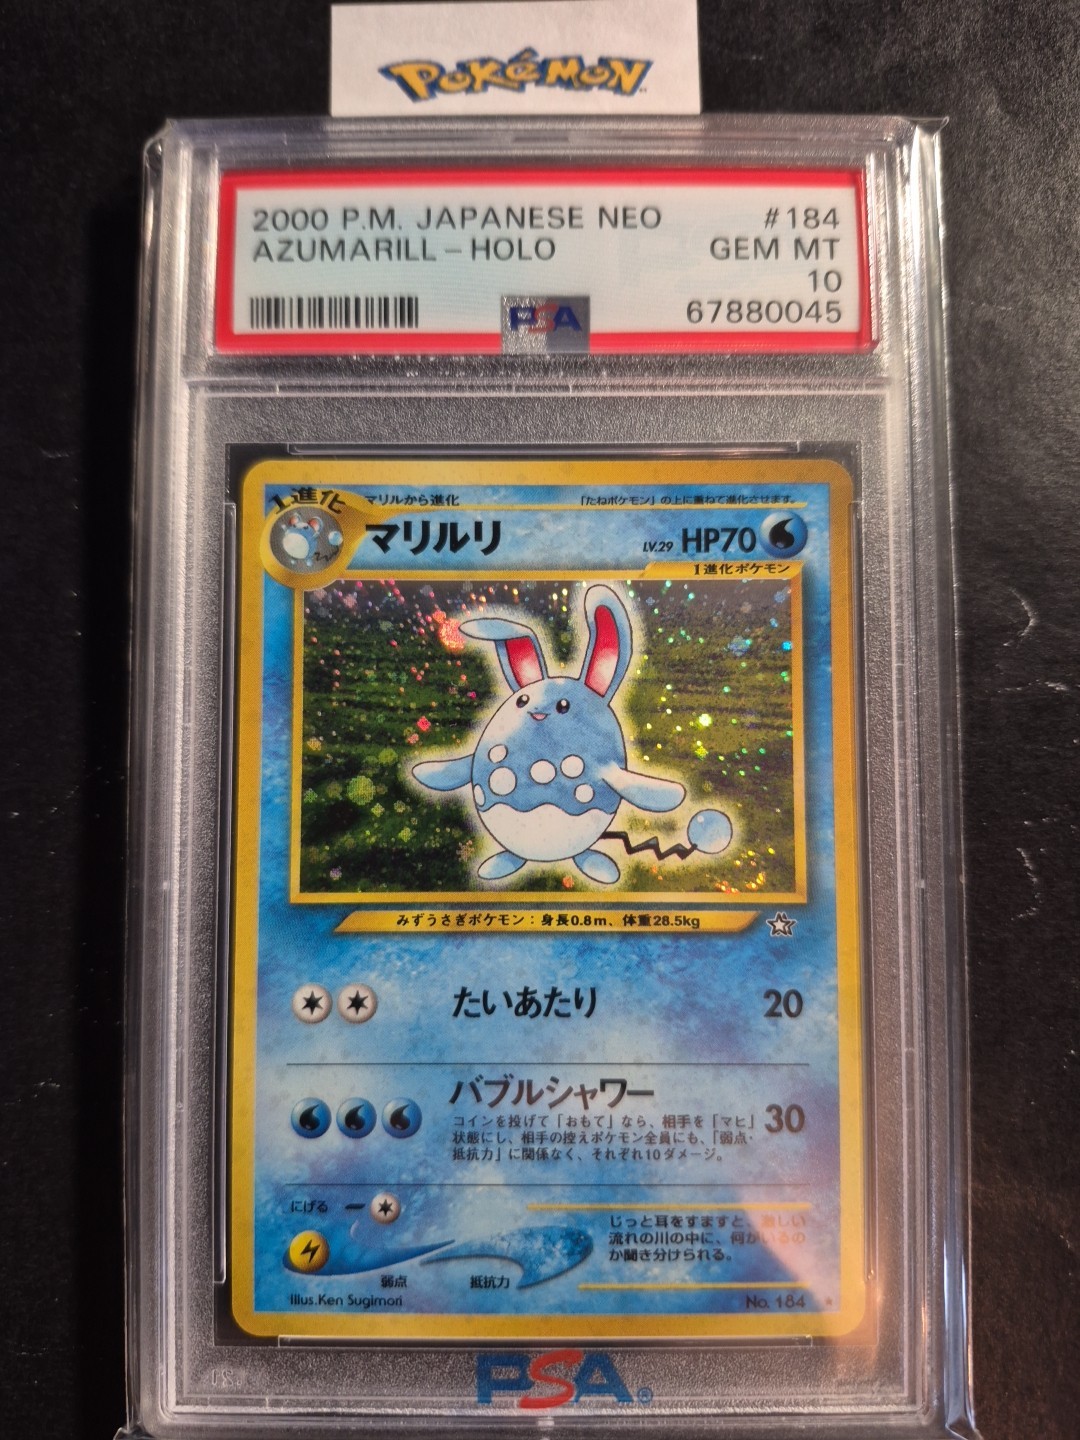 POKéMON
2000 P.M. JAPANESE NEO #184
AZUMARILL - HOLO GEM MT
10
67880045
PSA
1進化 マリルから進化 「たねポケモン」の上に重ねて進化させます。
マリルリ LV.29 HP70
1進化ポケモン
みずうさぎポケモン：身長0.8m、体重28.5kg
たいあたり 20
バブルシャワー
コインを投げて「おもて」なら、相手を「マヒ」 30
状態にし、相手の控えポケモン全員にも、「弱点・
抵抗力」に関係なく、それぞれ10ダメージ。
にげる
じっと耳をすますと、激しい
流れの川の中に、何がいるの
か聞き分けられる。
弱点 抵抗力
Illus.Ken Sugimori No. 184 ★
PSA®